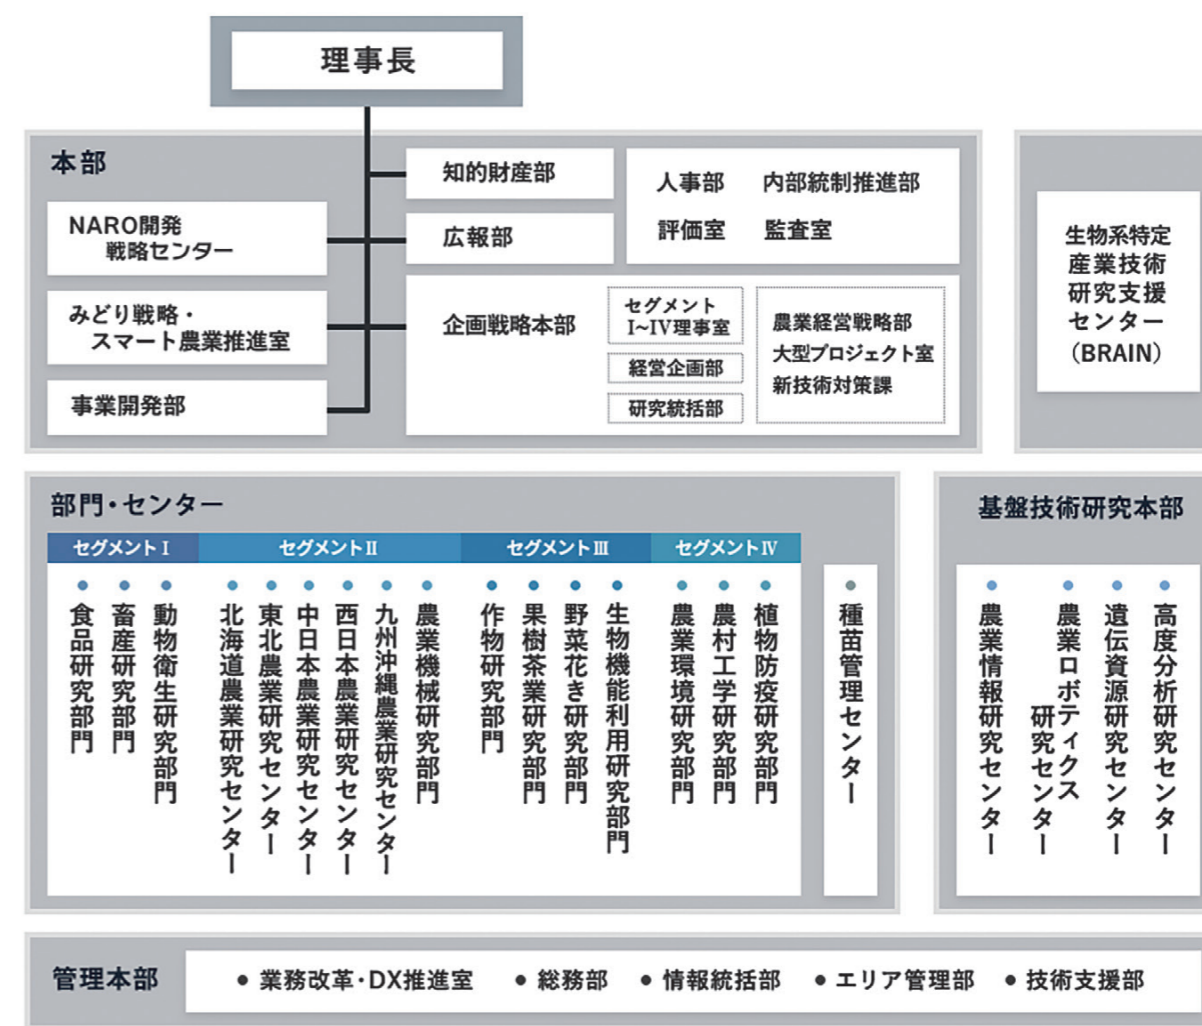 理事長
本部
NARO開発
戦略センター
みどり戦略・
スマート農業推進室
事業開発部
知的財産部
広報部
人事部 内部統制推進部
評価室 監査室
企画戦略本部
セグメント
I~IV理事室
経営企画部
研究統括部
農業経営戦略部
大型プロジェクト室
新技術対策課
生物系特定
産業技術
研究支援
センター
(BRAIN)
部門・センター
セグメントⅠ
食品研究部門
畜産研究部門
動物衛生研究部門
セグメントⅡ
北海道農業研究センター
東北農業研究センター
中日本農業研究センター
西日本農業研究センター
九州沖縄農業研究センター
農業機械研究部門
セグメントⅢ
作物研究部門
果樹茶業研究部門
野菜花き研究部門
生物機能利用研究部門
セグメントⅣ
農業環境研究部門
農村工学研究部門
植物防疫研究部門
種苗管理センター
基盤技術研究本部
農業情報研究センター
農業ロボティクス
研究センター
遺伝資源研究センター
高度分析研究センター
管理本部
• 業務改革・DX推進室 • 総務部 • 情報統括部 • エリア管理部 • 技術支援部